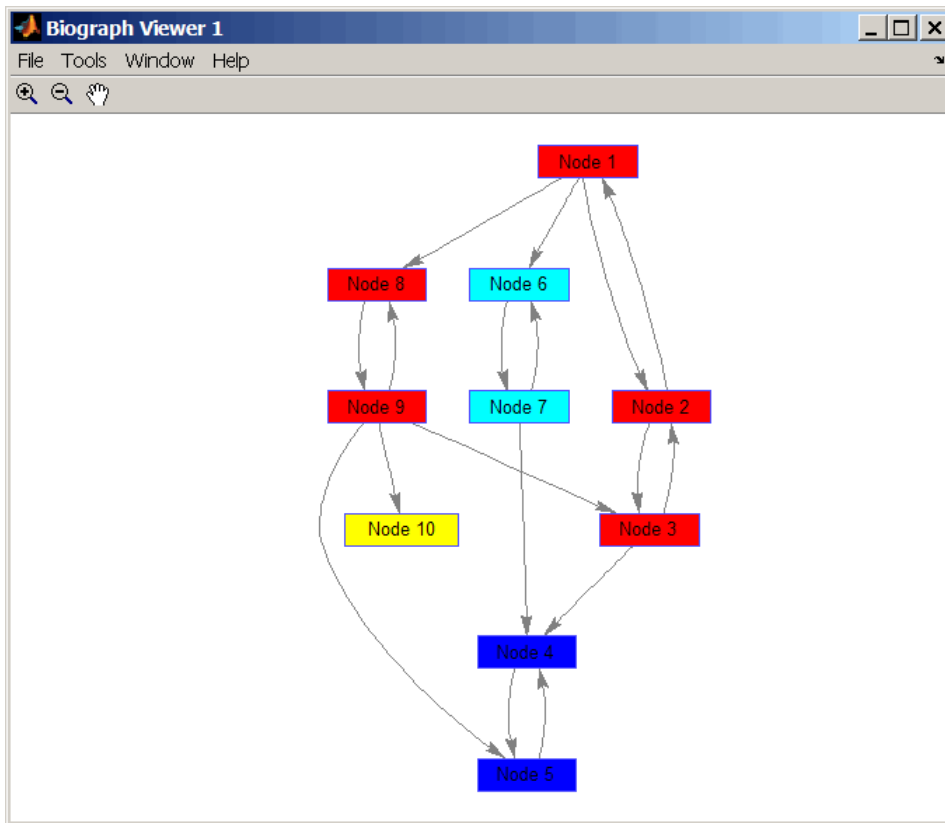 Biograph Viewer 1
File Tools Window Help
Node 1
Node 8 Node 6
Node 9 Node 7 Node 2
Node 10 Node 3
Node 4
Node 5